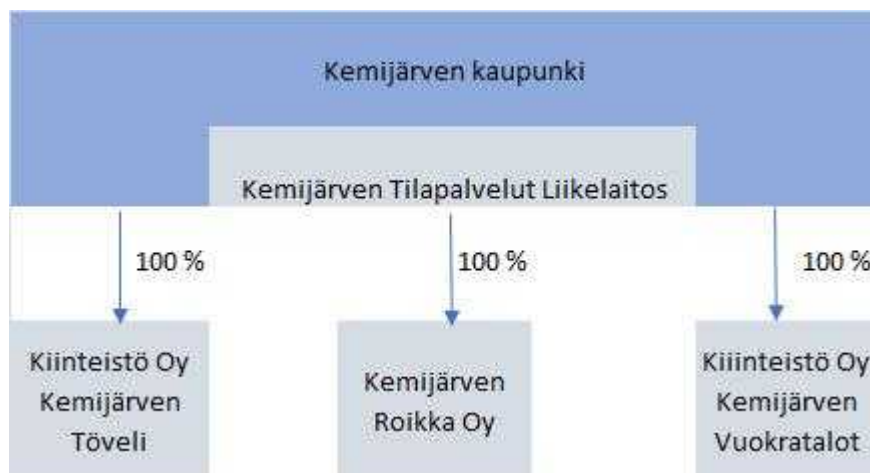 Kemijärven kaupunki
Kemijärven Tilapalvelut Liikelaitos
100 %
100 %
100 %
Kiinteistö Oy
Kemijärven
Töveli
Kemijärven
Roikka Oy
Kiiinteistö Oy
Kemijärven
Vuokratalot